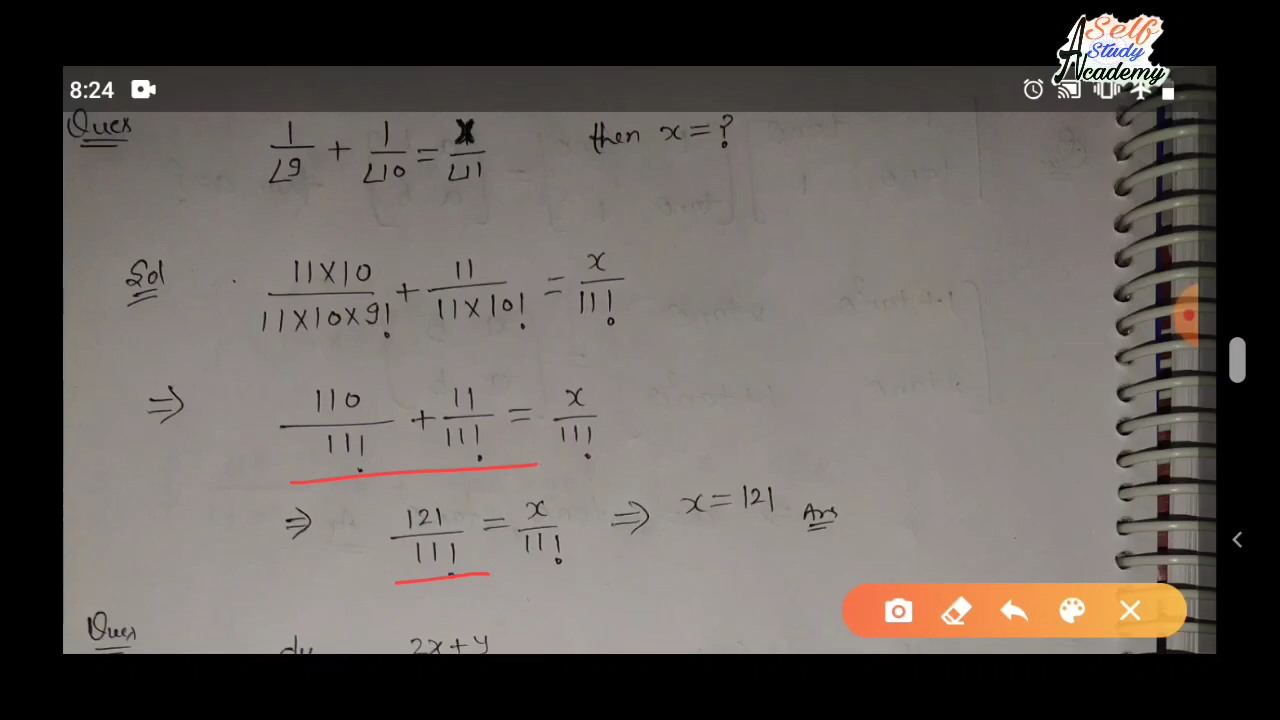 Self
Study
Academy
8:24
Ques 1/∠9 + 1/∠10 = x/∠11 then x = ?
Sol 11×10/11×10×9! + 11/11×10! = x/11!
⇒ 110/11! + 11/11! = x/11!
⇒ 121/11! = x/11! ⇒ x = 121 Ans
Ques 2x+y